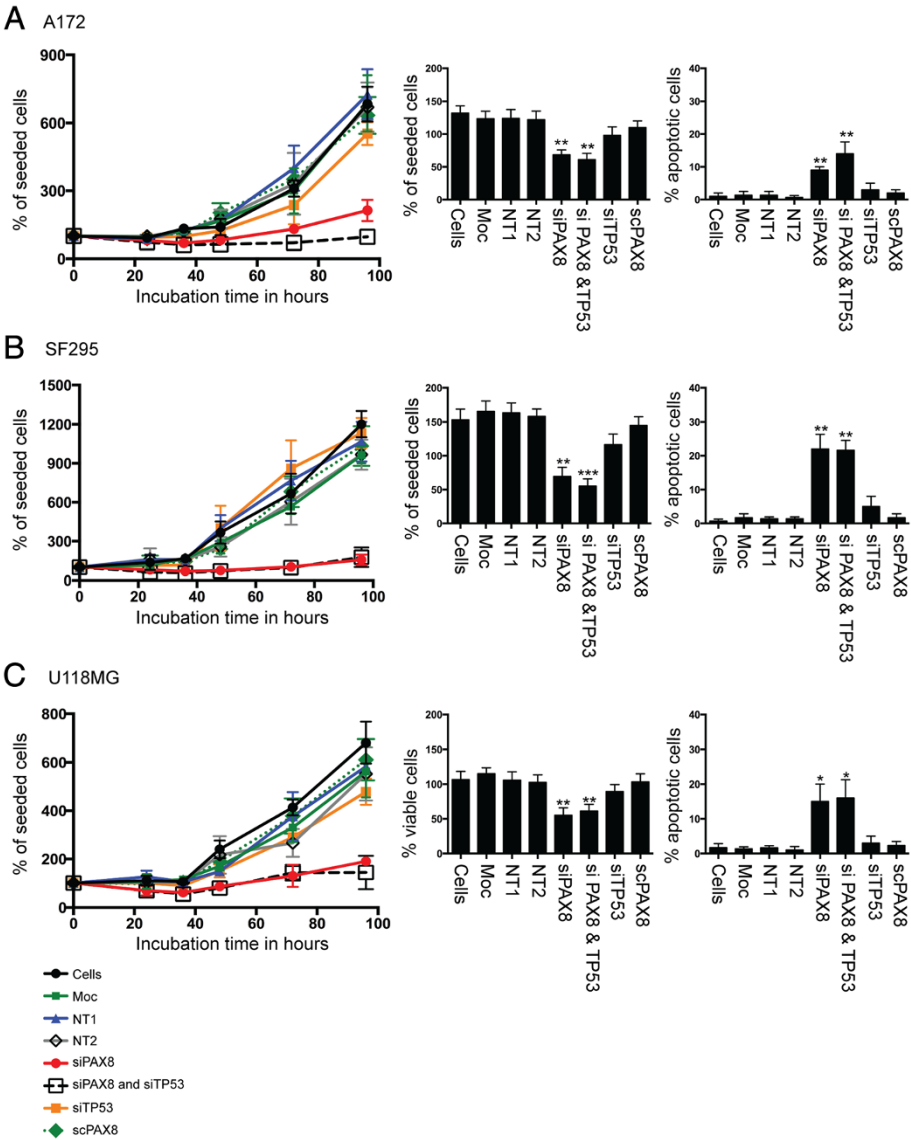 A A172
% of seeded cells
900
600
300
0
0 20 40 60 80 100
Incubation time in hours
% of seeded cells
200
150
100
50
0
Cells
Moc
NT1
NT2
siPAX8
si PAX8
&TP53
siTP53
scPAX8
** **
% apoptotic cells
40
30
20
10
0
Cells
Moc
NT1
NT2
siPAX8
si PAX8
& TP53
siTP53
scPAX8
** **
B SF295
% of seeded cells
1500
1200
900
600
300
0
0 20 40 60 80 100
Incubation time in hours
% of seeded cells
200
150
100
50
0
Cells
Moc
NT1
NT2
siPAX8
si PAX8
&TP53
siTP53
scPAX8
** ***
% apoptotic cells
40
30
20
10
0
Cells
Moc
NT1
NT2
siPAX8
si PAX8
& TP53
siTP53
scPAX8
** **
C U118MG
% of seeded cells
800
600
400
200
0
0 20 40 60 80 100
Incubation time in hours
% viable cells
200
150
100
50
0
Cells
Moc
NT1
NT2
siPAX8
si PAX8
& TP53
siTP53
scPAX8
** **
% apoptotic cells
40
30
20
10
0
Cells
Moc
NT1
NT2
siPAX8
si PAX8
& TP53
siTP53
scPAX8
* *
Cells
Moc
NT1
NT2
siPAX8
siPAX8 and siTP53
siTP53
scPAX8